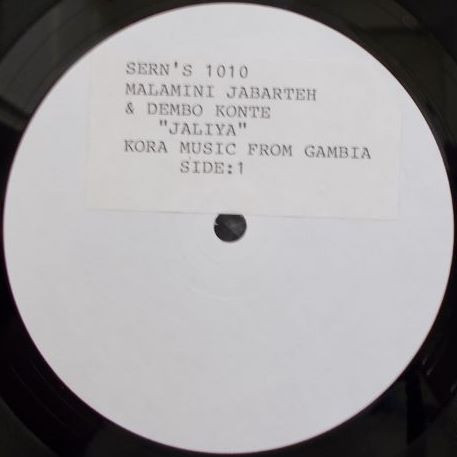 SERN'S 1010
MALAMINI JABARTEH
& DEMBO KONTE
"JALIYA"
KORA MUSIC FROM GAMBIA
SIDE:1